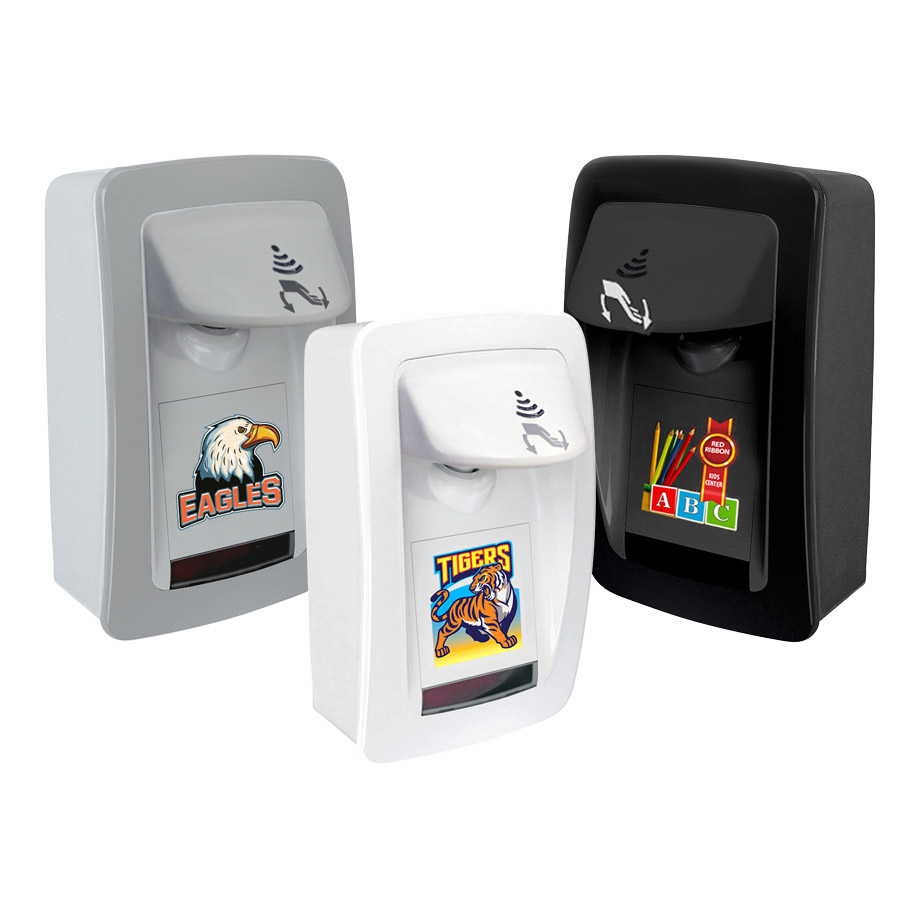 EAGLES
TIGERS
RED
RIBBON
KIDS
CENTER
A B C